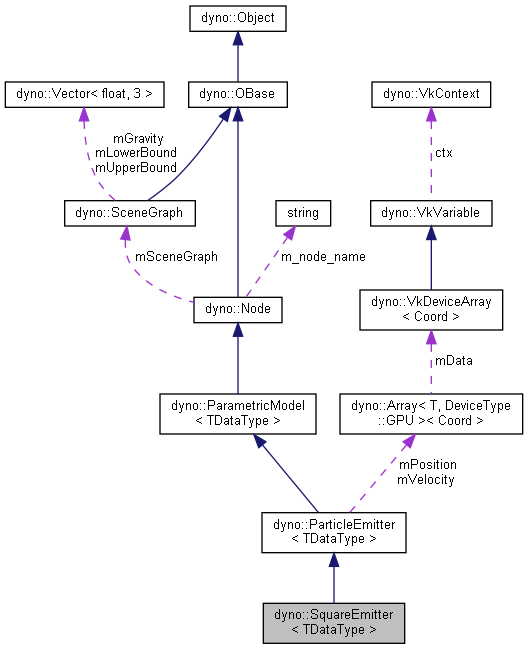 dyno::Object
dyno::Vector< float, 3 >
dyno::OBase
dyno::VkContext
mGravity
mLowerBound
mUpperBound
ctx
dyno::SceneGraph
string
dyno::VkVariable
mSceneGraph
m_node_name
dyno::Node
dyno::VkDeviceArray
< Coord >
mData
dyno::ParametricModel
< TDataType >
dyno::Array< T, DeviceType
::GPU >< Coord >
mPosition
mVelocity
dyno::ParticleEmitter
< TDataType >
dyno::SquareEmitter
< TDataType >